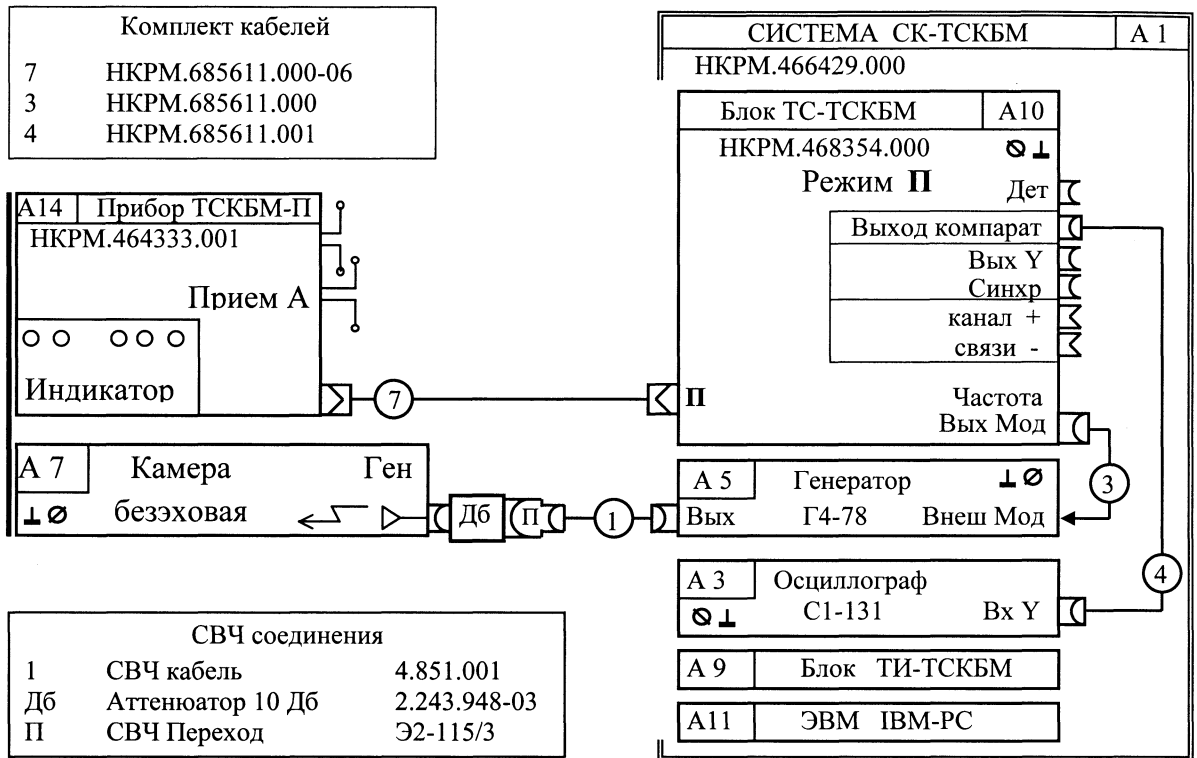 Комплект кабелей
7 НКРМ.685611.000-06
3 НКРМ.685611.000
4 НКРМ.685611.001
СИСТЕМА СК-ТСКБМ А 1
НКРМ.466429.000
Блок ТС-ТСКБМ А10
НКРМ.468354.000
Режим П
Дет
Выход компарат
Вых Y
Синхр
канал +
связи -
П
Частота
Вых Мод
А14 Прибор ТСКБМ-П
НКРМ.464333.001
Прием А
Индикатор
7
А 7 Камера Ген
безэховая
Дб
П
1
А 5 Генератор
Вых Г4-78 Внеш Мод
3
А 3 Осциллограф
С1-131 Вх Y
4
А 9 Блок ТИ-ТСКБМ
А11 ЭВМ IBM-PC
СВЧ соединения
1 СВЧ кабель 4.851.001
Дб Аттенюатор 10 Дб 2.243.948-03
П СВЧ Переход Э2-115/3